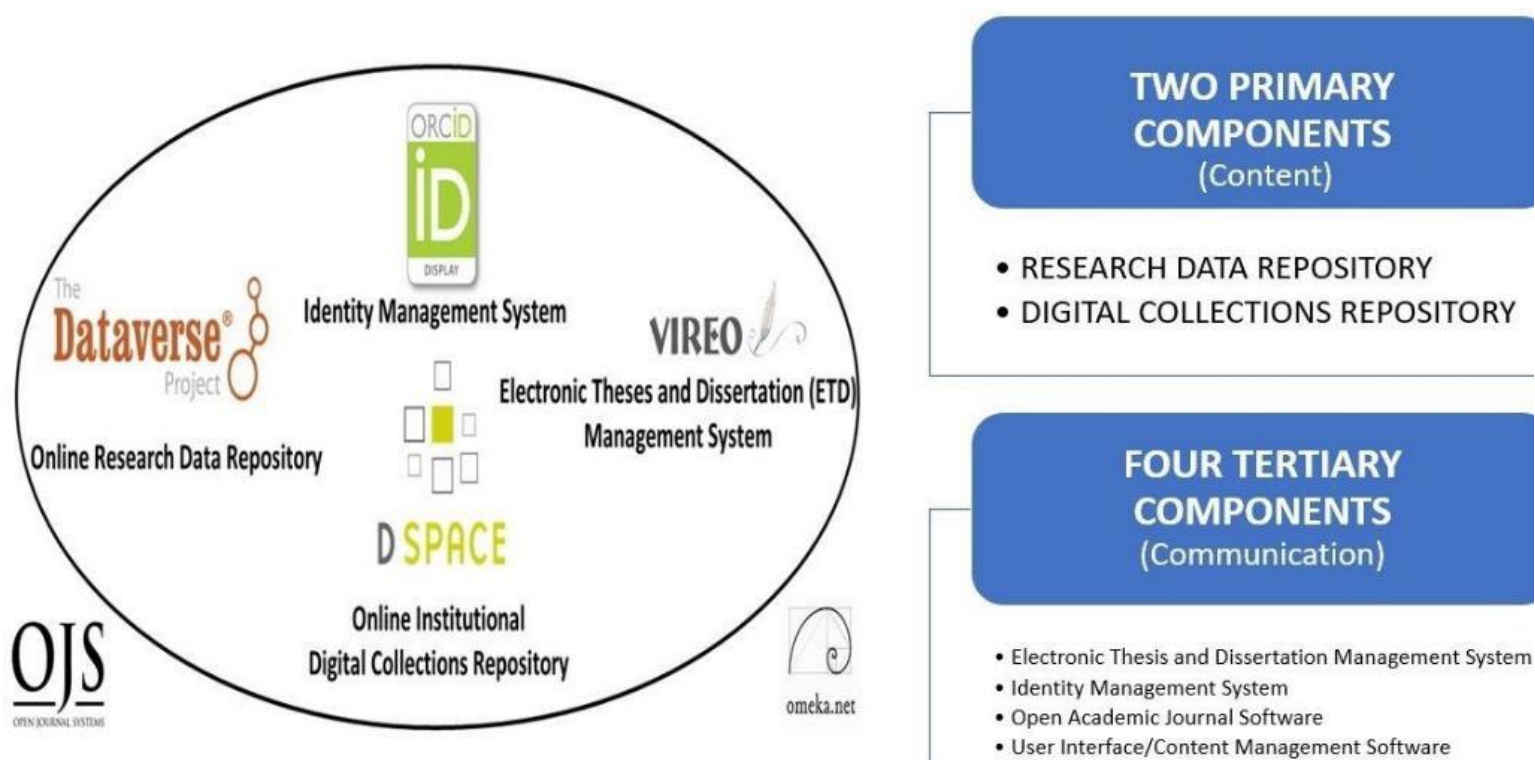 ORCID
iD
DISPLAY
Identity Management System
The
Dataverse®
Project
Online Research Data Repository
VIREO
Electronic Theses and Dissertation (ETD)
Management System
D SPACE
Online Institutional
Digital Collections Repository
OJS
OPEN JOURNAL SYSTEMS
omeka.net
TWO PRIMARY
COMPONENTS
(Content)
• RESEARCH DATA REPOSITORY
• DIGITAL COLLECTIONS REPOSITORY
FOUR TERTIARY
COMPONENTS
(Communication)
• Electronic Thesis and Dissertation Management System
• Identity Management System
• Open Academic Journal Software
• User Interface/Content Management Software